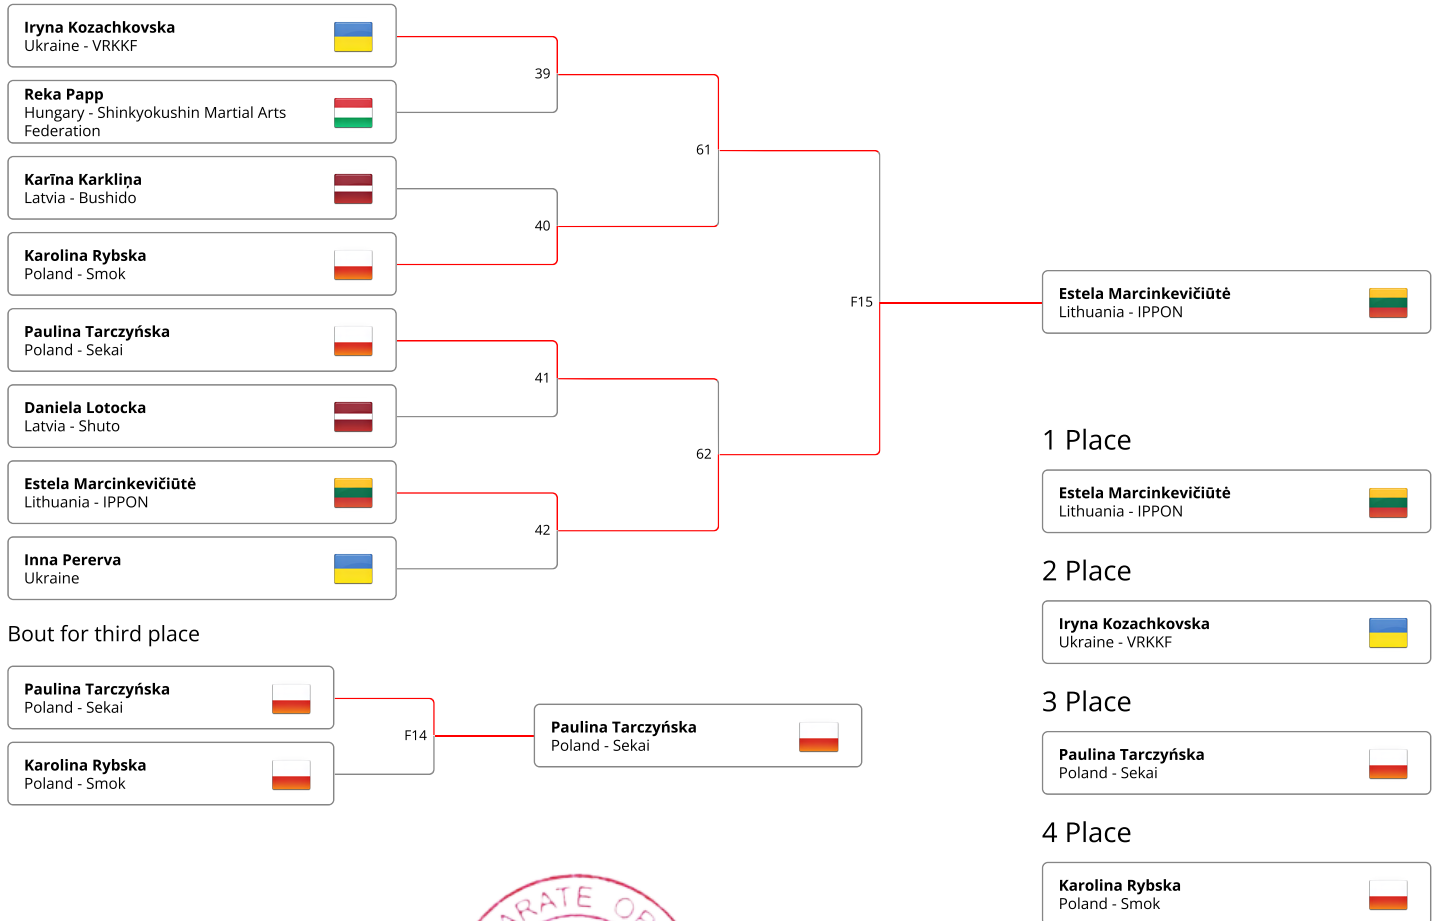 Iryna Kozachkovska
Ukraine - VRKKF
Reka Papp
Hungary - Shinkyokushin Martial Arts
Federation
Karīna Karkliņa
Latvia - Bushido
Karolina Rybska
Poland - Smok
Paulina Tarczyńska
Poland - Sekai
Daniela Lotocka
Latvia - Shuto
Estela Marcinkevičiūtė
Lithuania - IPPON
Inna Pererva
Ukraine
39
40
41
42
61
62
F15
Estela Marcinkevičiūtė
Lithuania - IPPON
Bout for third place
Paulina Tarczyńska
Poland - Sekai
Karolina Rybska
Poland - Smok
F14
Paulina Tarczyńska
Poland - Sekai
1 Place
Estela Marcinkevičiūtė
Lithuania - IPPON
2 Place
Iryna Kozachkovska
Ukraine - VRKKF
3 Place
Paulina Tarczyńska
Poland - Sekai
4 Place
Karolina Rybska
Poland - Smok